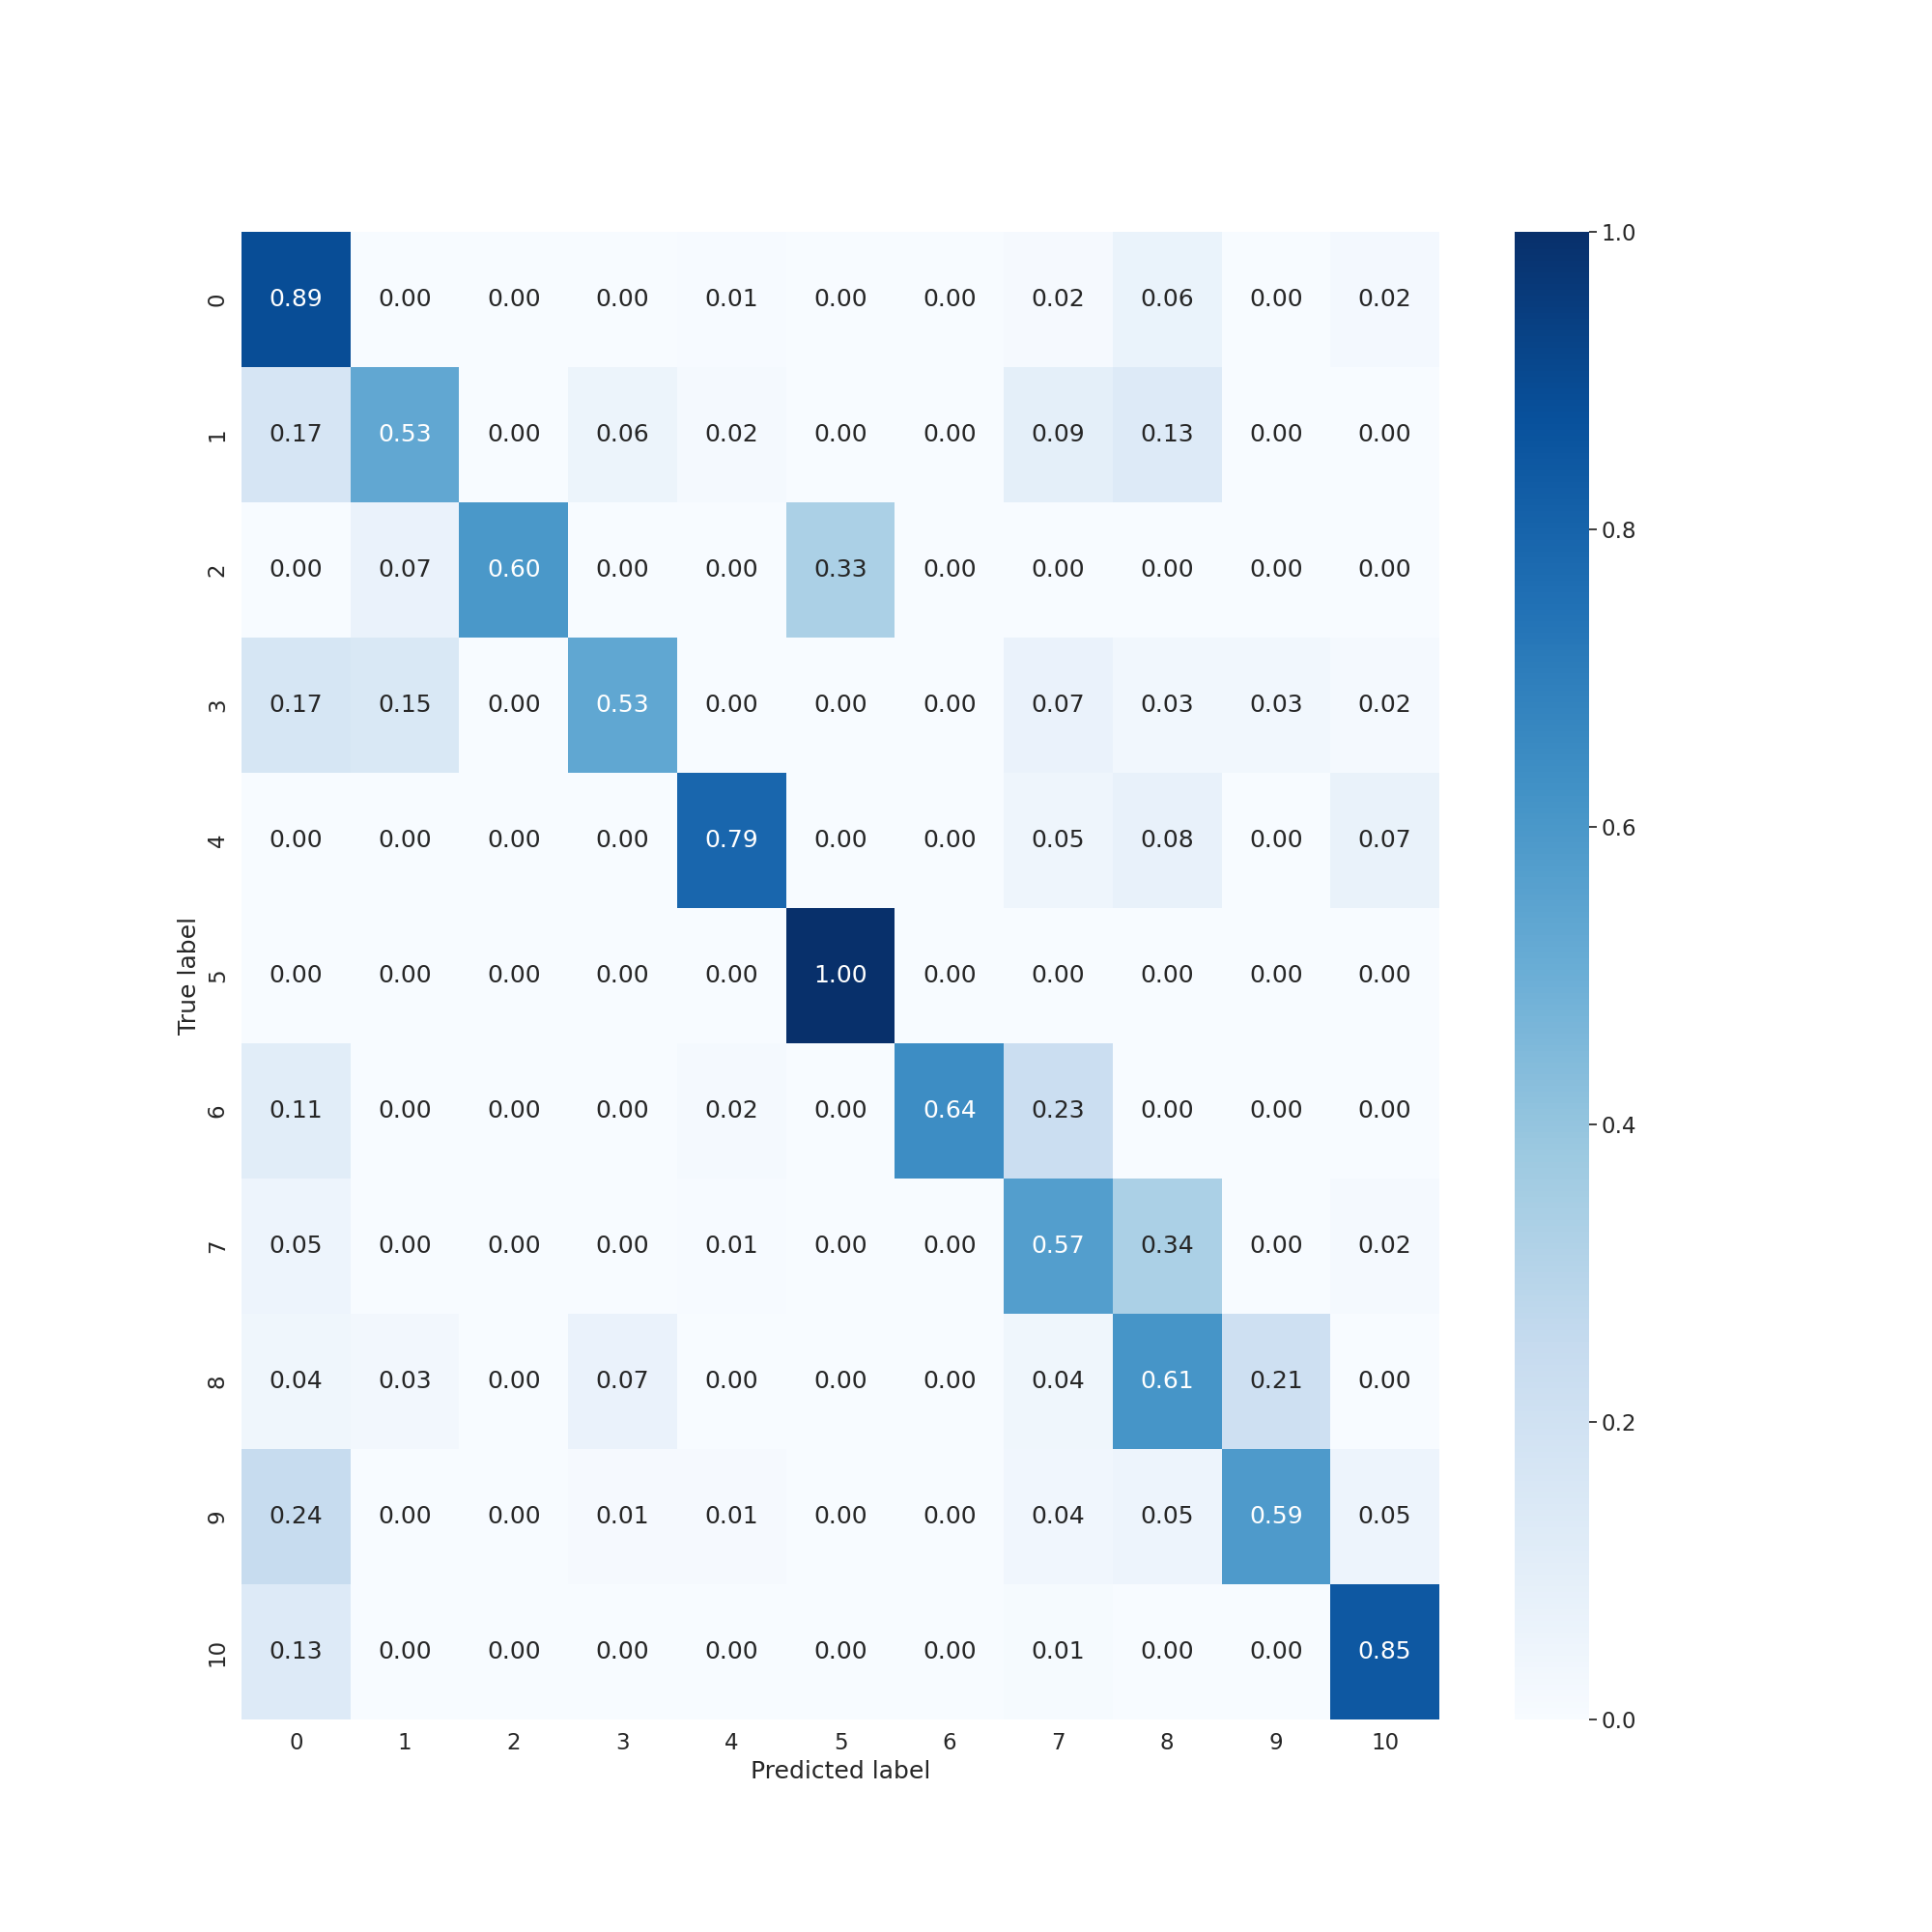 0 0.89 0.00 0.00 0.00 0.01 0.00 0.00 0.02 0.06 0.00 0.02
1 0.17 0.53 0.00 0.06 0.02 0.00 0.00 0.09 0.13 0.00 0.00
2 0.00 0.07 0.60 0.00 0.00 0.33 0.00 0.00 0.00 0.00 0.00
3 0.17 0.15 0.00 0.53 0.00 0.00 0.00 0.07 0.03 0.03 0.02
4 0.00 0.00 0.00 0.00 0.79 0.00 0.00 0.05 0.08 0.00 0.07
5 0.00 0.00 0.00 0.00 0.00 1.00 0.00 0.00 0.00 0.00 0.00
6 0.11 0.00 0.00 0.00 0.02 0.00 0.64 0.23 0.00 0.00 0.00
7 0.05 0.00 0.00 0.00 0.01 0.00 0.00 0.57 0.34 0.00 0.02
8 0.04 0.03 0.00 0.07 0.00 0.00 0.00 0.04 0.61 0.21 0.00
9 0.24 0.00 0.00 0.01 0.01 0.00 0.00 0.04 0.05 0.59 0.05
10 0.13 0.00 0.00 0.00 0.00 0.00 0.00 0.01 0.00 0.00 0.85
0 1 2 3 4 5 6 7 8 9 10
Predicted label
True label
1.0
0.8
0.6
0.4
0.2
0.0